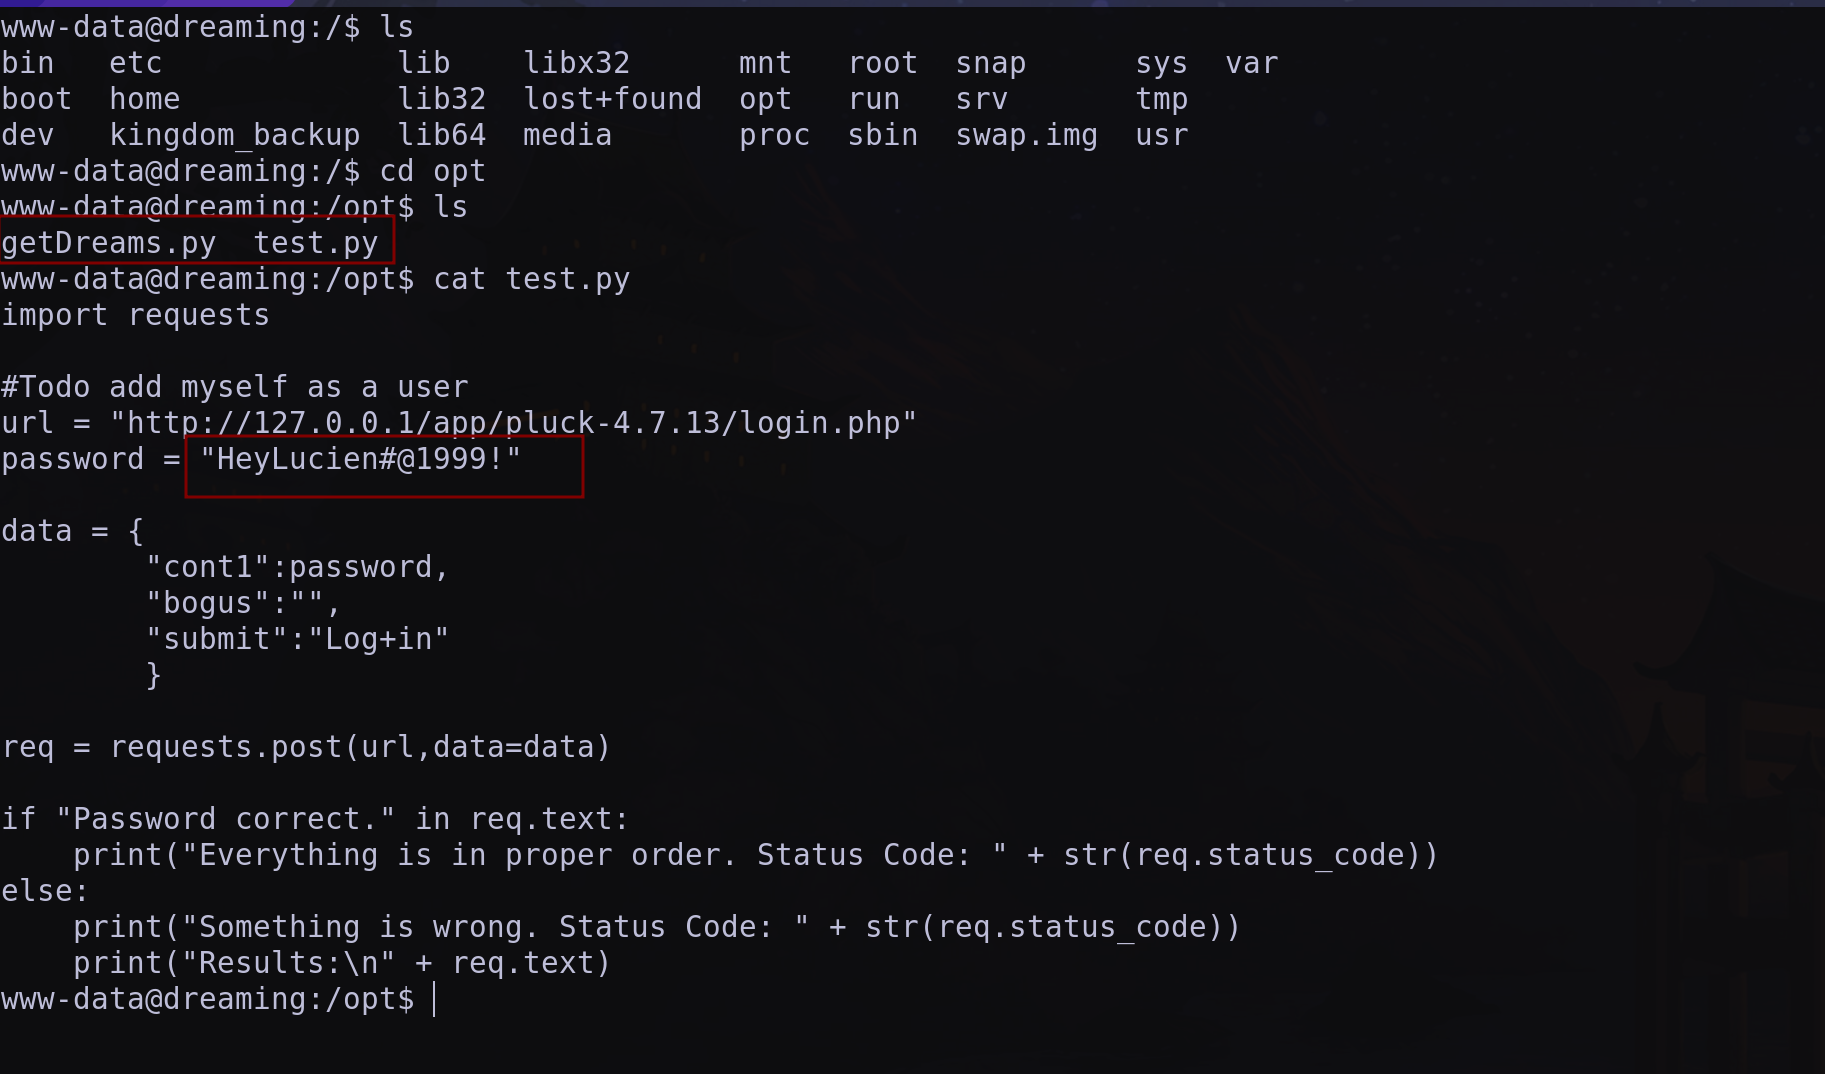 www-data@dreaming:/$ ls
bin   etc             lib    libx32      mnt   root  snap      sys  var
boot  home            lib32  lost+found  opt   run   srv       tmp
dev   kingdom_backup  lib64  media       proc  sbin  swap.img  usr
www-data@dreaming:/$ cd opt
www-data@dreaming:/opt$ ls
getDreams.py  test.py
www-data@dreaming:/opt$ cat test.py
import requests

#Todo add myself as a user
url = "http://127.0.0.1/app/pluck-4.7.13/login.php"
password = "HeyLucien#@1999!"

data = {
        "cont1":password,
        "bogus":"",
        "submit":"Log+in"
        }

req = requests.post(url,data=data)

if "Password correct." in req.text:
    print("Everything is in proper order. Status Code: " + str(req.status_code))
else:
    print("Something is wrong. Status Code: " + str(req.status_code))
    print("Results:\n" + req.text)
www-data@dreaming:/opt$